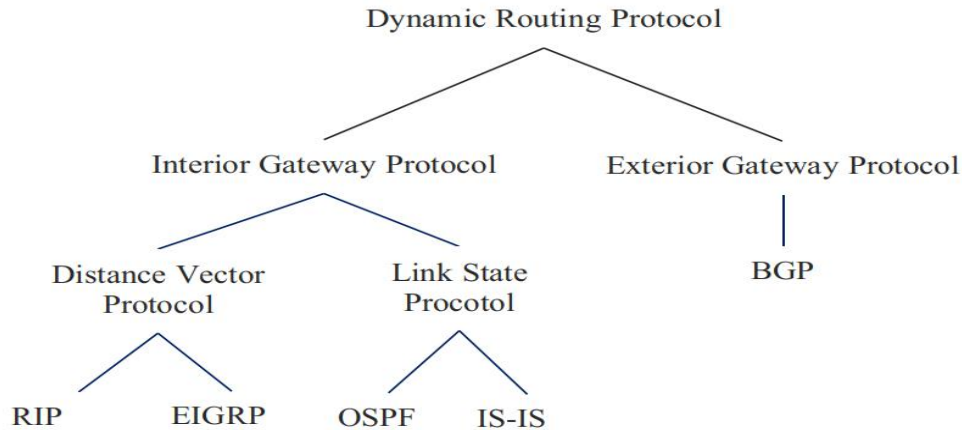 Dynamic Routing Protocol
Interior Gateway Protocol
Exterior Gateway Protocol
Distance Vector
Protocol
Link State
Procotol
BGP
RIP
EIGRP
OSPF
IS-IS